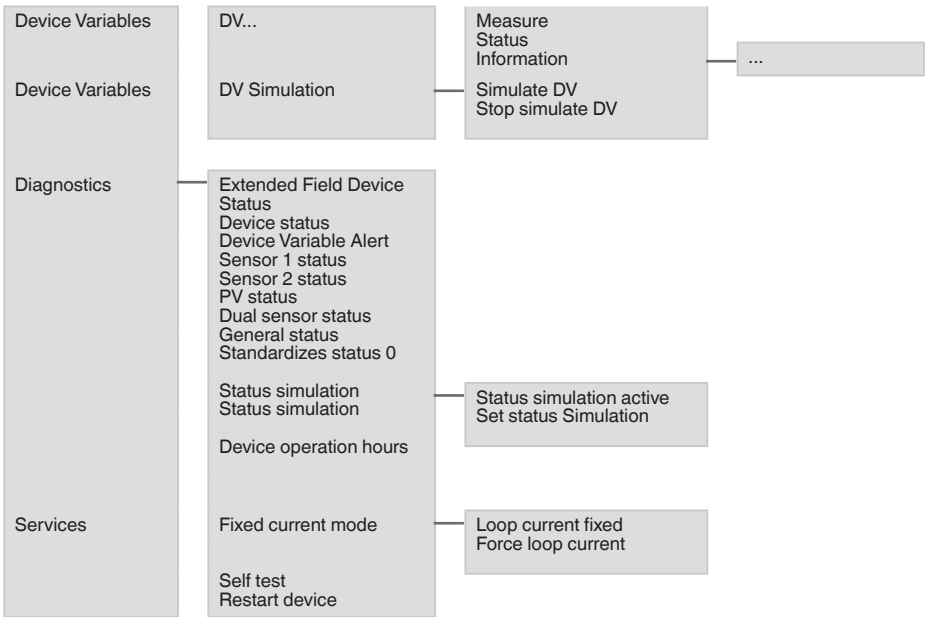 Device Variables
DV...
Measure
Status
Information
...
Device Variables
DV Simulation
Simulate DV
Stop simulate DV
Diagnostics
Extended Field Device
Status
Device status
Device Variable Alert
Sensor 1 status
Sensor 2 status
PV status
Dual sensor status
General status
Standardizes status 0
Status simulation
Status simulation
Status simulation active
Set status Simulation
Device operation hours
Services
Fixed current mode
Loop current fixed
Force loop current
Self test
Restart device